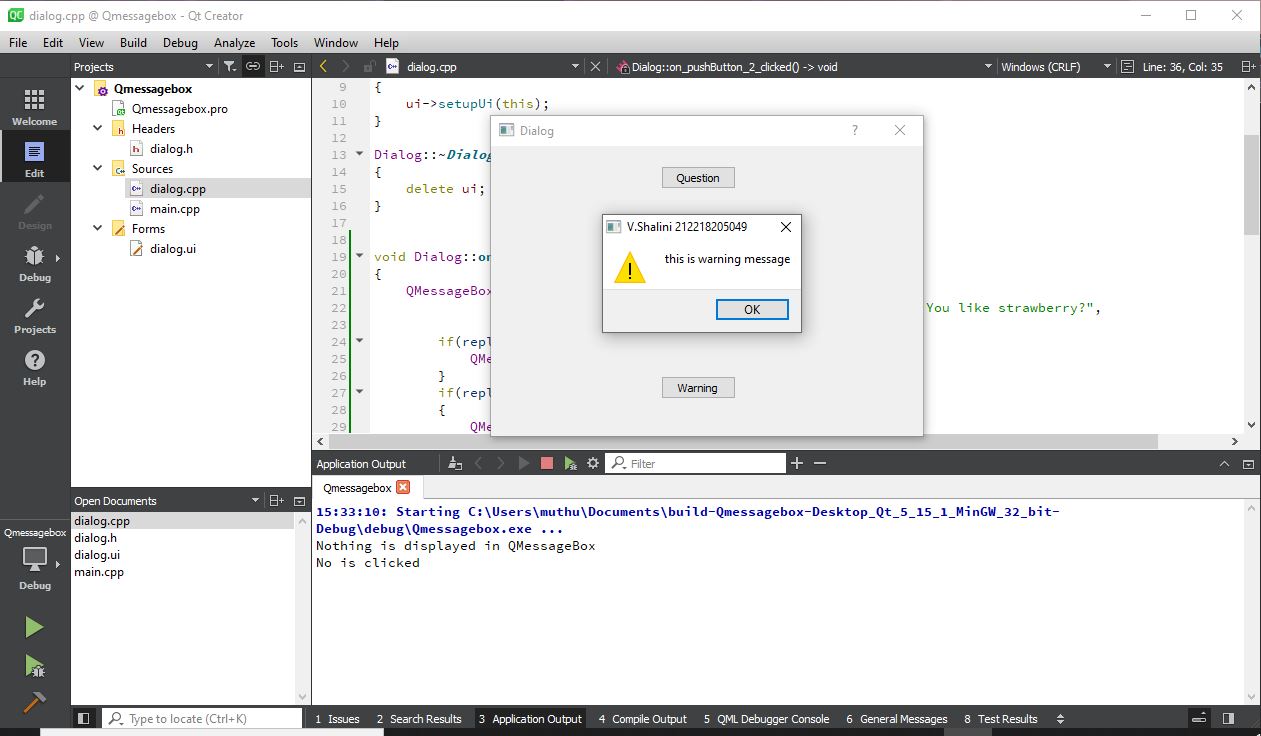 dialog.cpp @ Qmessagebox - Qt Creator
File Edit View Build Debug Analyze Tools Window Help
Projects
dialog.cpp
Dialog::on_pushButton_2_clicked() -> void
Windows (CRLF)
Line: 36, Col: 35
Welcome
Edit
Design
Debug
Projects
Help
Qmessagebox
Debug
Qmessagebox
Qmessagebox.pro
Headers
dialog.h
Sources
dialog.cpp
main.cpp
Forms
dialog.ui
9 {
10 ui->setupUi(this);
11 }
12
13 Dialog::~Dialog
14 {
15 delete ui;
16 }
17
18
19 void Dialog::on
20 {
21 QMessageBox
22 You like strawberry?",
23
24 if(repl
25 QMe
26 }
27 if(repl
28 {
29 QMe
Dialog ?
Question
V.Shalini 212218205049
this is warning message
OK
Warning
Open Documents
dialog.cpp
dialog.h
dialog.ui
main.cpp
Application Output
Filter
Qmessagebox
15:33:10: Starting C:\Users\muthu\Documents\build-Qmessagebox-Desktop_Qt_5_15_1_MinGW_32_bit-
Debug\debug\Qmessagebox.exe ...
Nothing is displayed in QMessageBox
No is clicked
Type to locate (Ctrl+K)
1 Issues 2 Search Results 3 Application Output 4 Compile Output 5 QML Debugger Console 6 General Messages 8 Test Results